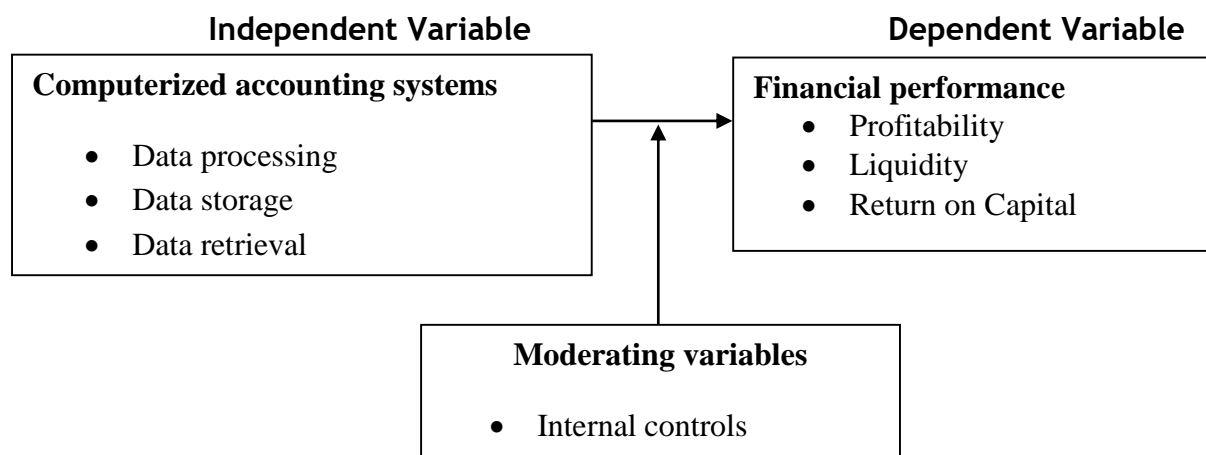 Independent Variable
Dependent Variable
Computerized accounting systems
• Data processing
• Data storage
• Data retrieval
Financial performance
• Profitability
• Liquidity
• Return on Capital
Moderating variables
• Internal controls